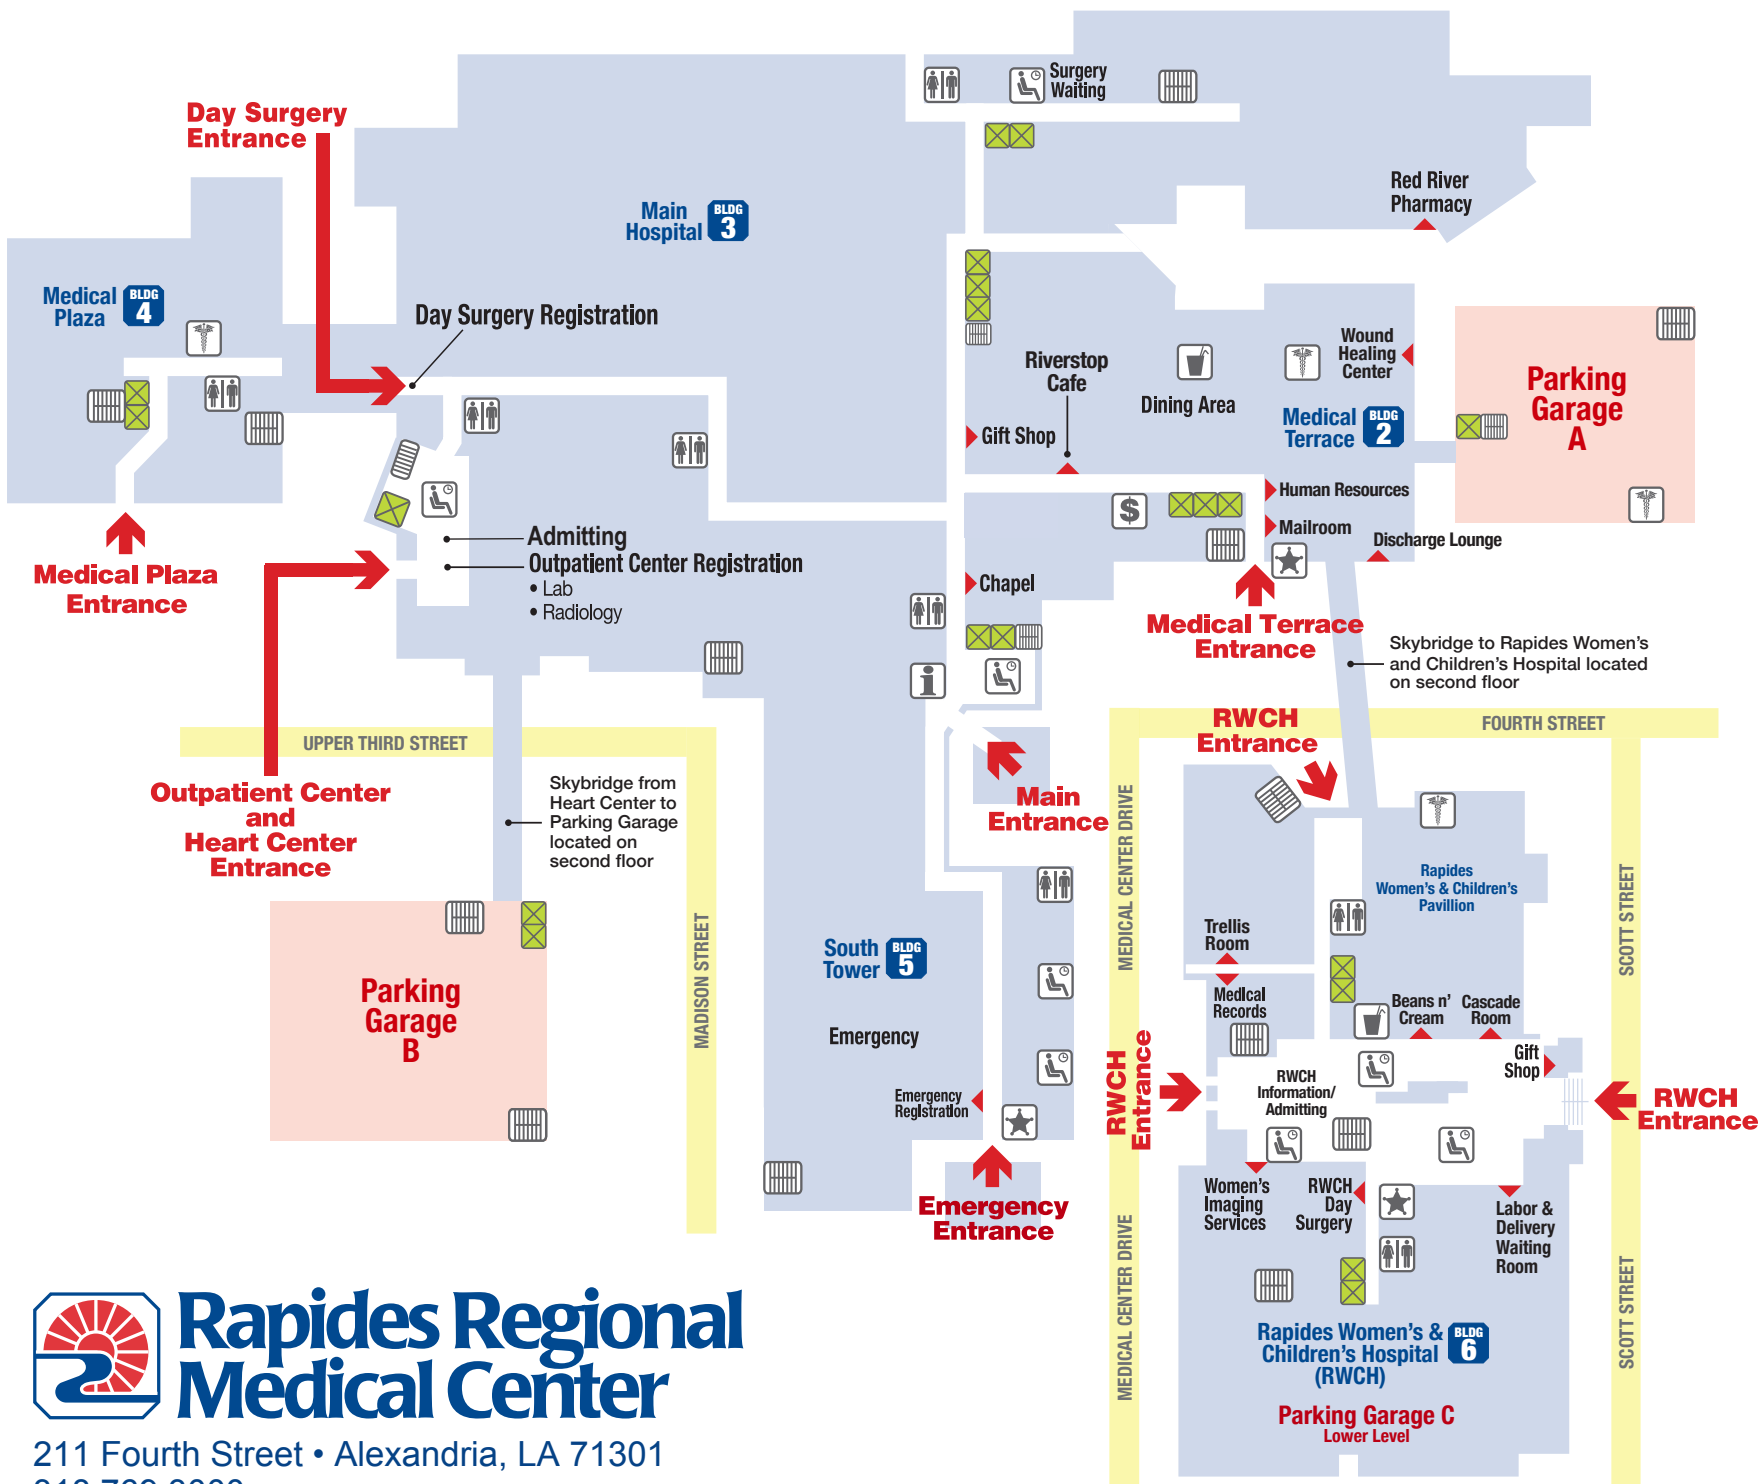 Surgery
Waiting
Day Surgery
Entrance
Red River
Pharmacy
Main
Hospital
BLDG
3
Medical
Plaza
BLDG
4
Day Surgery Registration
Wound
Healing
Center
Riverstop
Cafe
Dining Area
Parking
Garage
A
Medical
Terrace
BLDG
2
Gift Shop
Human Resources
$
Mailroom
Discharge Lounge
Admitting
Outpatient Center Registration
• Lab
• Radiology
Medical Plaza
Entrance
Chapel
Medical Terrace
Entrance
Skybridge to Rapides Women's
and Children's Hospital located
on second floor
i
RWCH
Entrance
FOURTH STREET
UPPER THIRD STREET
Outpatient Center
and
Heart Center
Entrance
Skybridge from
Heart Center to
Parking Garage
located on
second floor
Main
Entrance
MEDICAL CENTER DRIVE
SCOTT STREET
Rapides
Women's & Children's
Pavillion
Trellis
Room
South
Tower
BLDG
5
MADISON STREET
Parking
Garage
B
Medical
Records
Beans n'
Cream
Cascade
Room
Emergency
Gift
Shop
RWCH
Entrance
RWCH
Information/
Admitting
Emergency
Registration
RWCH
Entrance
Women's
Imaging
Services
RWCH
Day
Surgery
Labor &
Delivery
Waiting
Room
Emergency
Entrance
MEDICAL CENTER DRIVE
SCOTT STREET
Rapides Women's &
Children's Hospital
(RWCH)
BLDG
6
Parking Garage C
Lower Level
Rapides Regional
Medical Center
211 Fourth Street • Alexandria, LA 71301